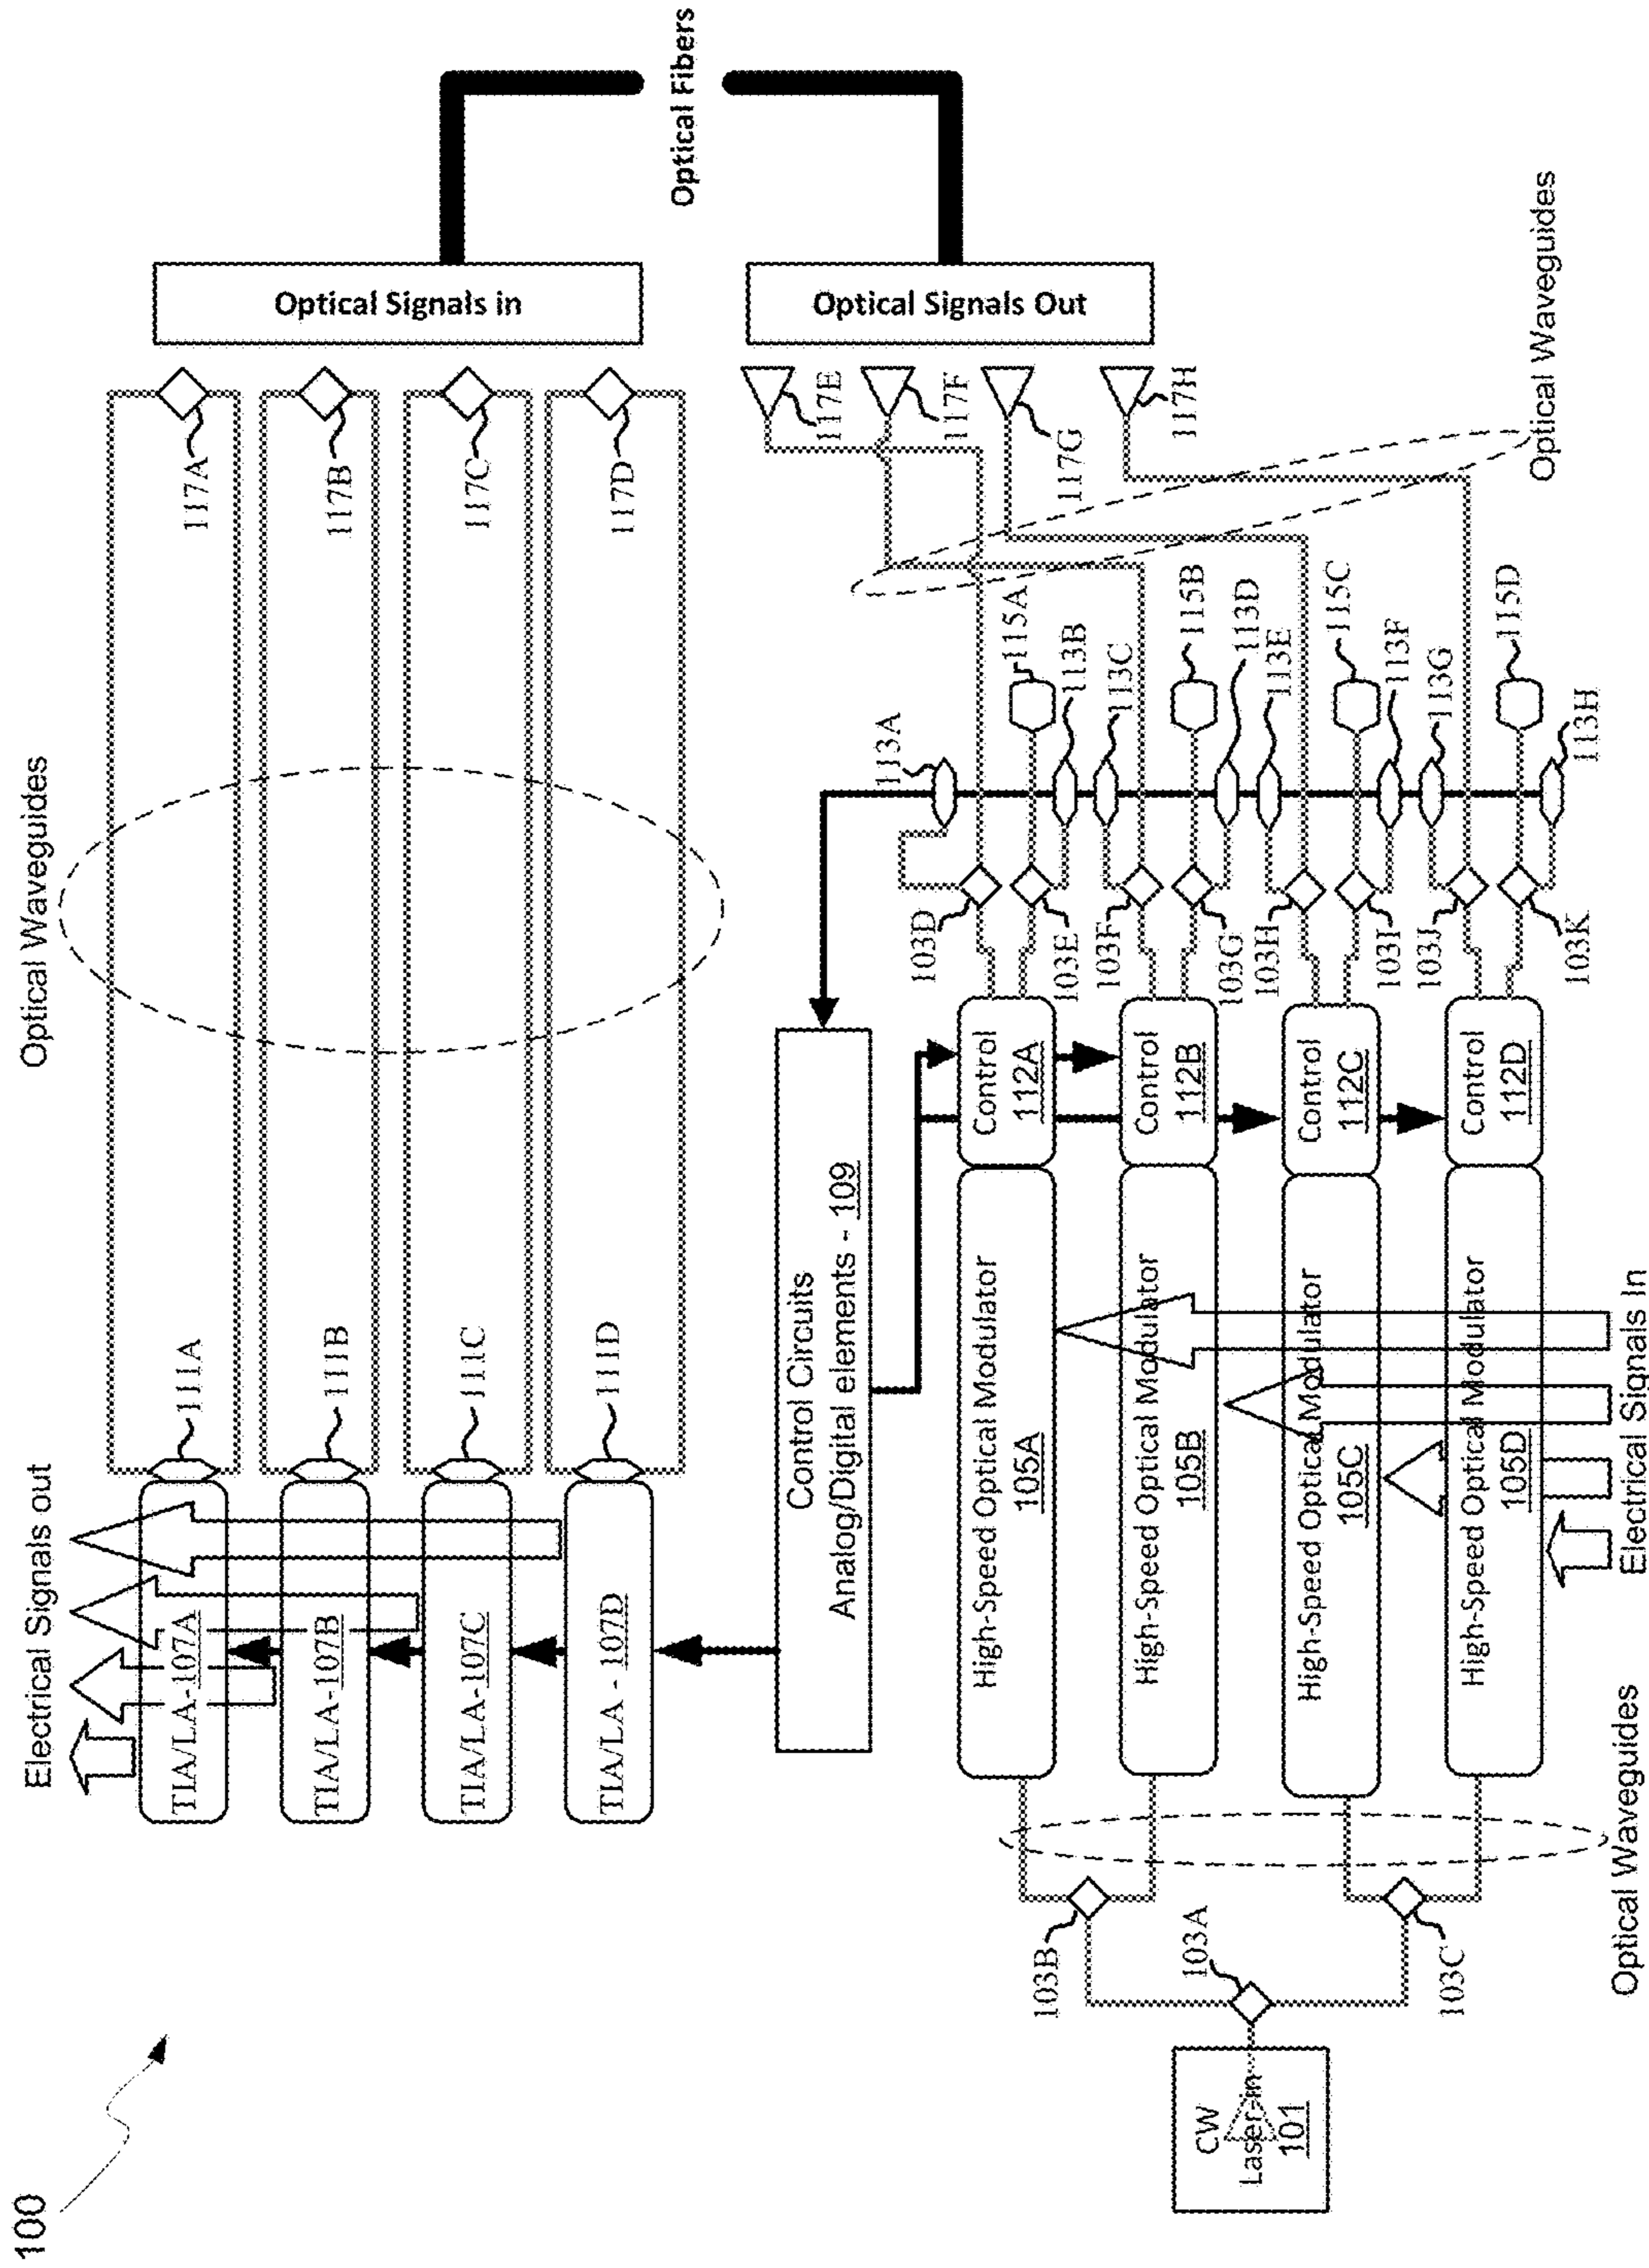 100
Electrical Signals out
Optical Waveguides
TIA/LA-107A
111A
117A
TIA/LA-107B
111B
117B
TIA/LA-107C
111C
117C
TIA/LA - 107D
111D
117D
Optical Signals in
Optical Fibers
Optical Signals Out
Control Circuits
Analog/Digital elements - 109
117E
117F
117G
117H
113A
103D
High-Speed Optical Modulator
105A
Control
112A
115A
103E
113B
103F
113C
High-Speed Optical Modulator
105B
Control
112B
115B
103G
113D
103H
113E
High-Speed Optical Modulator
105C
Control
112C
115C
103I
113F
103J
113G
High-Speed Optical Modulator
105D
Control
112D
115D
103K
113H
103B
103A
103C
CW
Laser-in
101
Optical Waveguides
Electrical Signals In
Optical Waveguides